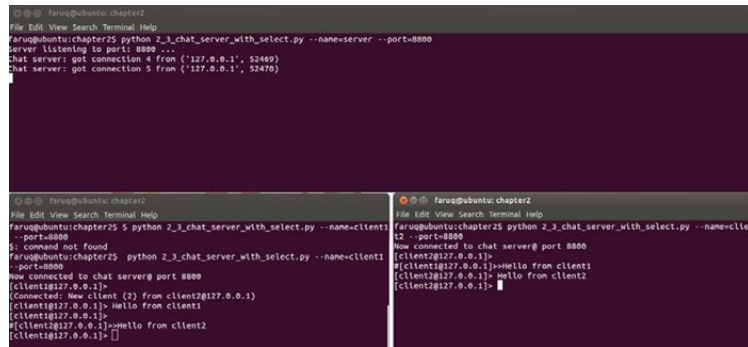 faruq@ubuntu: chapter2
File Edit View Search Terminal Help
faruq@ubuntu:chapter2$ python 2_3_chat_server_with_select.py --name=server --port=8800
Server listening to port: 8800 ...
Chat server: got connection 4 from ('127.0.0.1', 52469)
Chat server: got connection 5 from ('127.0.0.1', 52470)
faruq@ubuntu: chapter2
File Edit View Search Terminal Help
faruq@ubuntu:chapter2$ $ python 2_3_chat_server_with_select.py --name=client1
--port=8800
$: command not found
faruq@ubuntu:chapter2$  python 2_3_chat_server_with_select.py --name=client1
--port=8800
Now connected to chat server@ port 8800
[client1@127.0.0.1]>
(Connected: New client (2) from client2@127.0.0.1)
[client1@127.0.0.1]> Hello from client1
[client1@127.0.0.1]>
#[client2@127.0.0.1]>>Hello from client2
[client1@127.0.0.1]>
faruq@ubuntu: chapter2
File Edit View Search Terminal Help
faruq@ubuntu:chapter2$ python 2_3_chat_server_with_select.py --name=clie
t2 --port=8800
Now connected to chat server@ port 8800
[client2@127.0.0.1]>
#[client1@127.0.0.1]>>Hello from client1
[client2@127.0.0.1]> Hello from client2
[client2@127.0.0.1]>